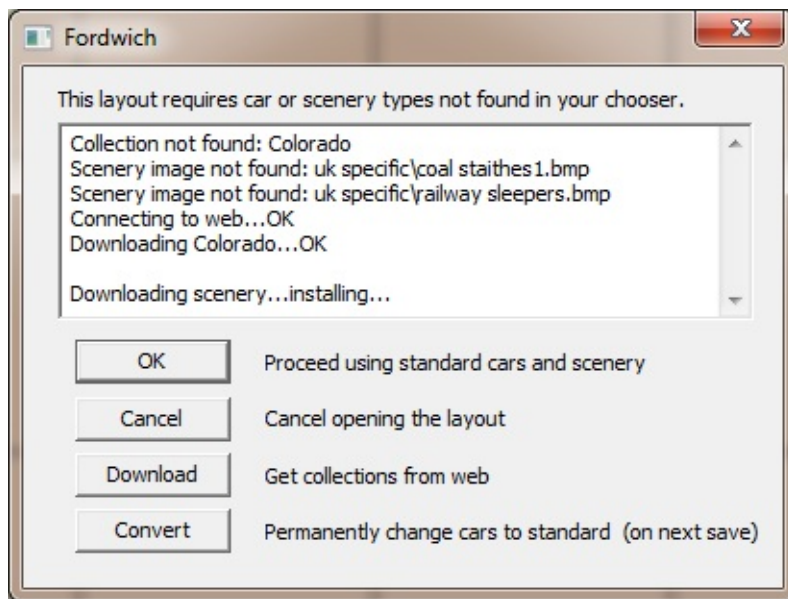 Fordwich
This layout requires car or scenery types not found in your chooser.
Collection not found: Colorado
Scenery image not found: uk specific\coal staithes1.bmp
Scenery image not found: uk specific\railway sleepers.bmp
Connecting to web...OK
Downloading Colorado...OK
Downloading scenery...installing...
OK Proceed using standard cars and scenery
Cancel Cancel opening the layout
Download Get collections from web
Convert Permanently change cars to standard (on next save)